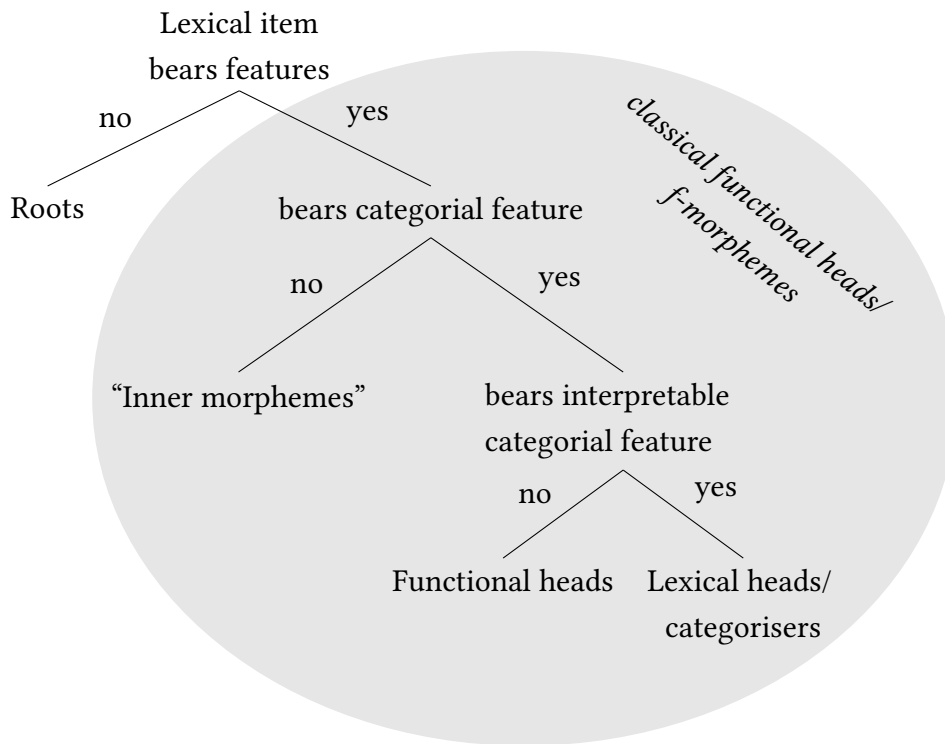 Lexical item
bears features
no
yes
classical functional heads/
f-morphemes
Roots
bears categorial feature
no
yes
“Inner morphemes”
bears interpretable
categorial feature
no
yes
Functional heads
Lexical heads/
categorisers